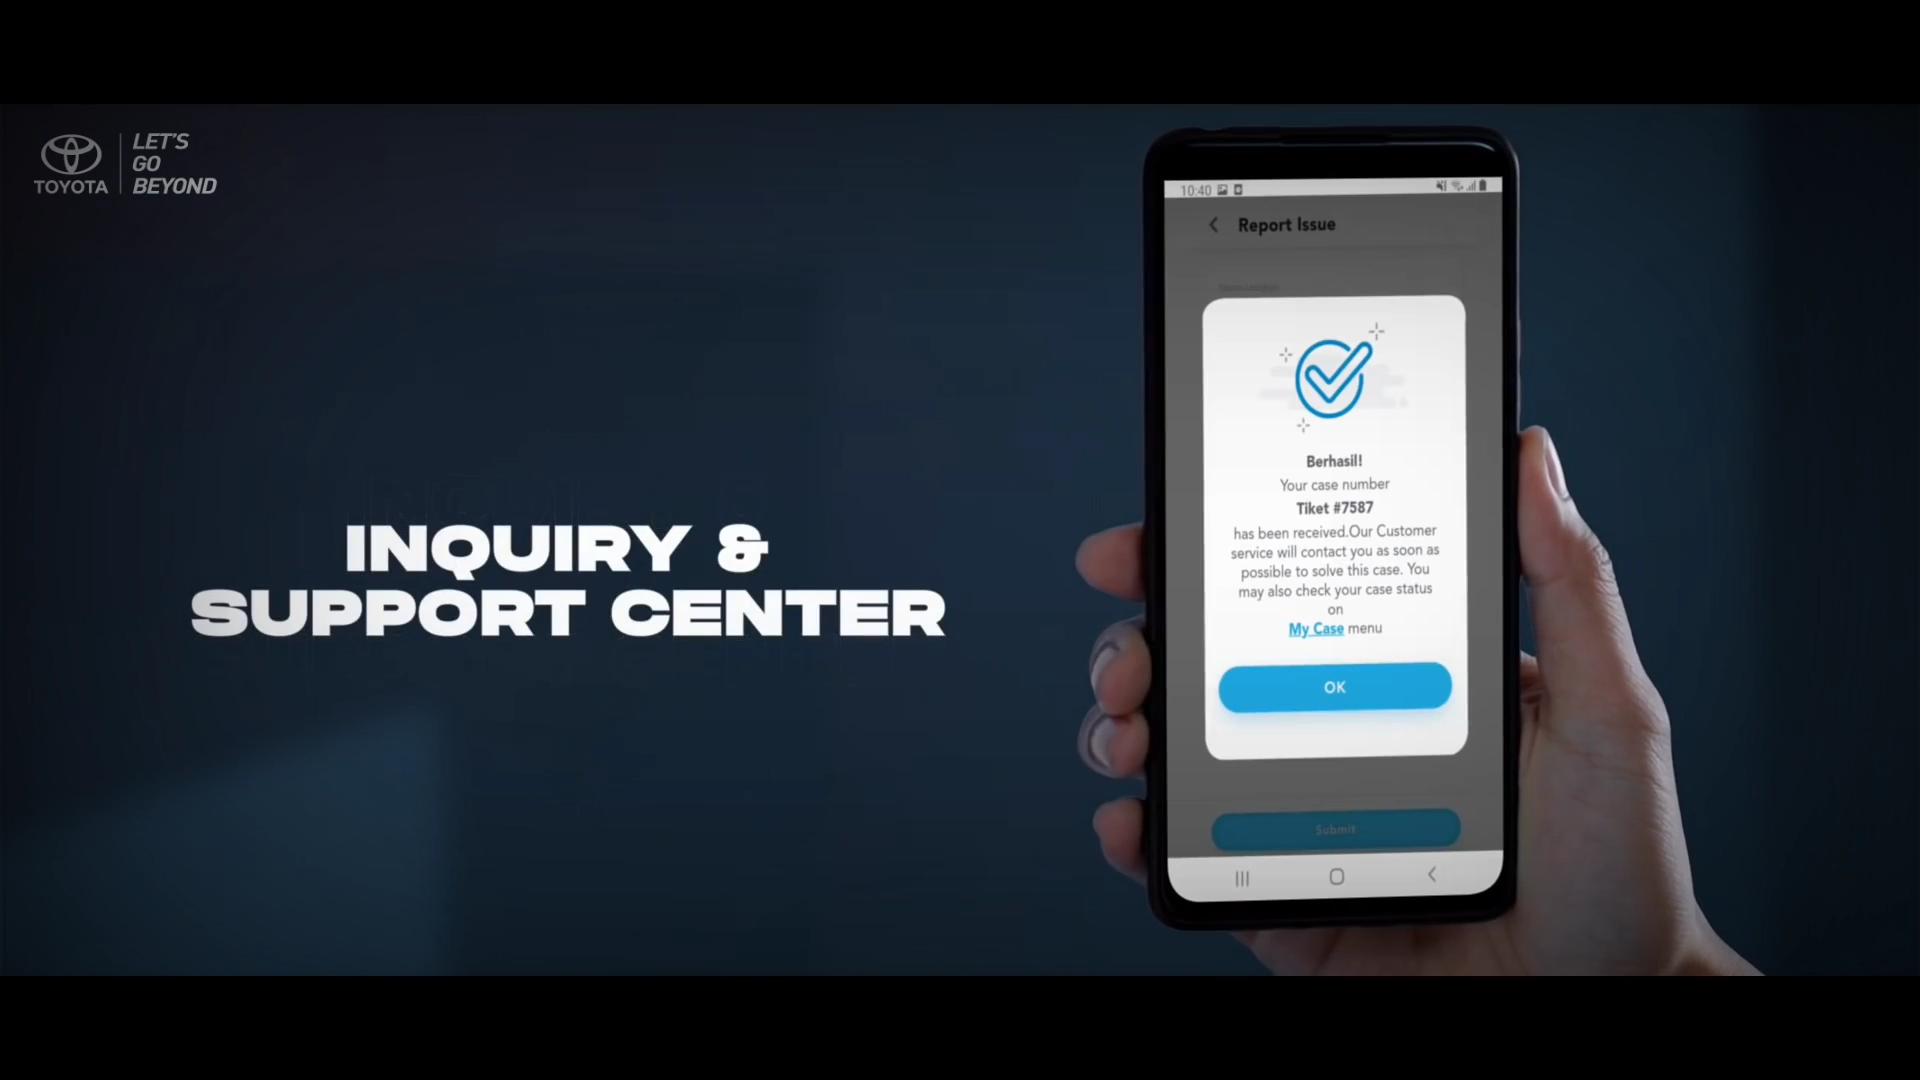 TOYOTA
LET'S
GO
BEYOND
INQUIRY &
SUPPORT CENTER
10:40
Report Issue
Berhasil!
Your case number
Tiket #7587
has been received.Our Customer
service will contact you as soon as
possible to solve this case. You
may also check your case status
on
My Case menu
OK
Submit